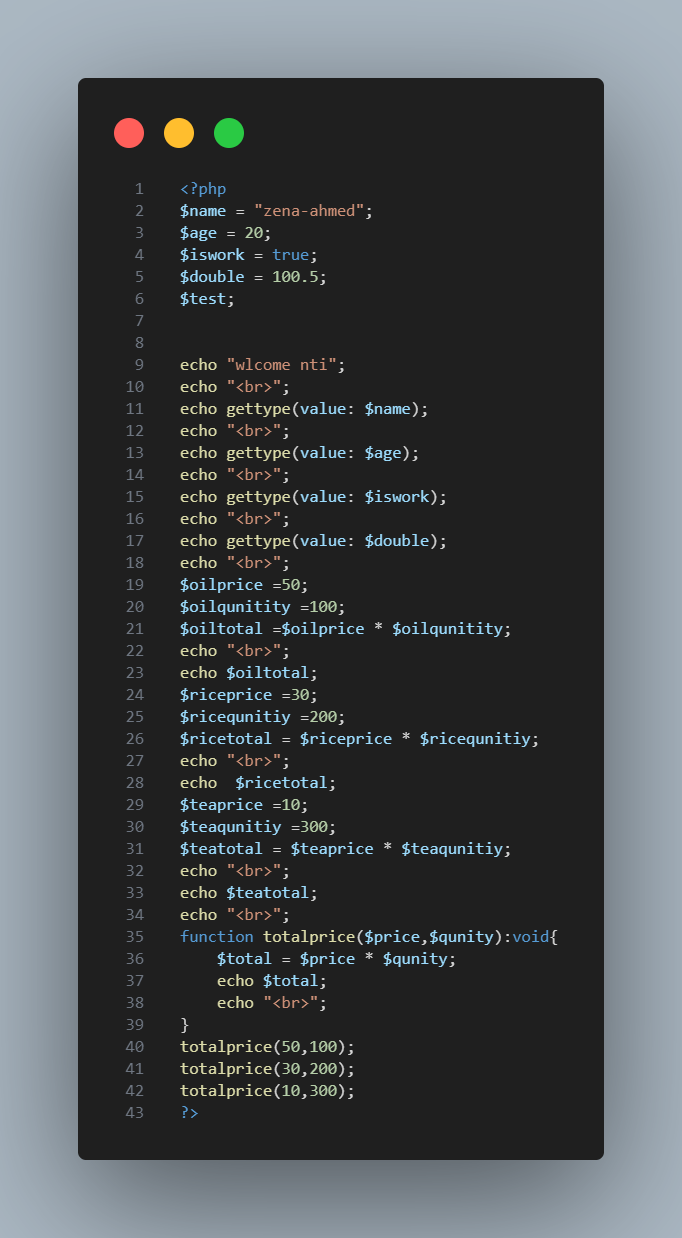 1 <?php
2 $name = "zena-ahmed";
3 $age = 20;
4 $iswork = true;
5 $double = 100.5;
6 $test;
7
8
9 echo "wlcome nti";
10 echo "<br>";
11 echo gettype(value: $name);
12 echo "<br>";
13 echo gettype(value: $age);
14 echo "<br>";
15 echo gettype(value: $iswork);
16 echo "<br>";
17 echo gettype(value: $double);
18 echo "<br>";
19 $oilprice =50;
20 $oilqunitity =100;
21 $oiltotal =$oilprice * $oilqunitity;
22 echo "<br>";
23 echo $oiltotal;
24 $riceprice =30;
25 $ricequnitiy =200;
26 $ricetotal = $riceprice * $ricequnitiy;
27 echo "<br>";
28 echo  $ricetotal;
29 $teaprice =10;
30 $teaqunitiy =300;
31 $teatotal = $teaprice * $teaqunitiy;
32 echo "<br>";
33 echo $teatotal;
34 echo "<br>";
35 function totalprice($price,$qunity):void{
36     $total = $price * $qunity;
37     echo $total;
38     echo "<br>";
39 }
40 totalprice(50,100);
41 totalprice(30,200);
42 totalprice(10,300);
43 ?>